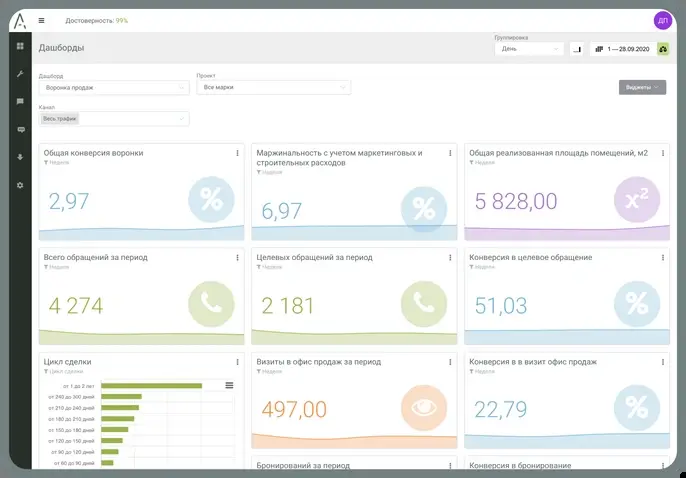 Достоверность: 99%
ДП
Дашборды
Группировка
День
1 — 28.09.2020
Дашборд
Воронка продаж
Проект
Все марки
Виджеты
Канал
Весь трафик
Общая конверсия воронки
Неделя
2,97
%
Маржинальность с учетом маркетинговых и
строительных расходов
Неделя
6,97
%
Общая реализованная площадь помещений, м2
Неделя
5 828,00
x²
Всего обращений за период
Неделя
4 274
Целевых обращений за период
Неделя
2 181
Конверсия в целевое обращение
Неделя
51,03
%
Цикл сделки
Цикл сделки
от 1 до 2 лет
от 240 до 300 дней
от 210 до 240 дней
от 180 до 210 дней
от 150 до 180 дней
от 120 до 150 дней
от 90 до 120 дней
от 60 до 90 дней
Визиты в офис продаж за период
Неделя
497,00
Конверсия в в визит офис продаж
Неделя
22,79
%
Бронирований за период
Конверсия в бронирование